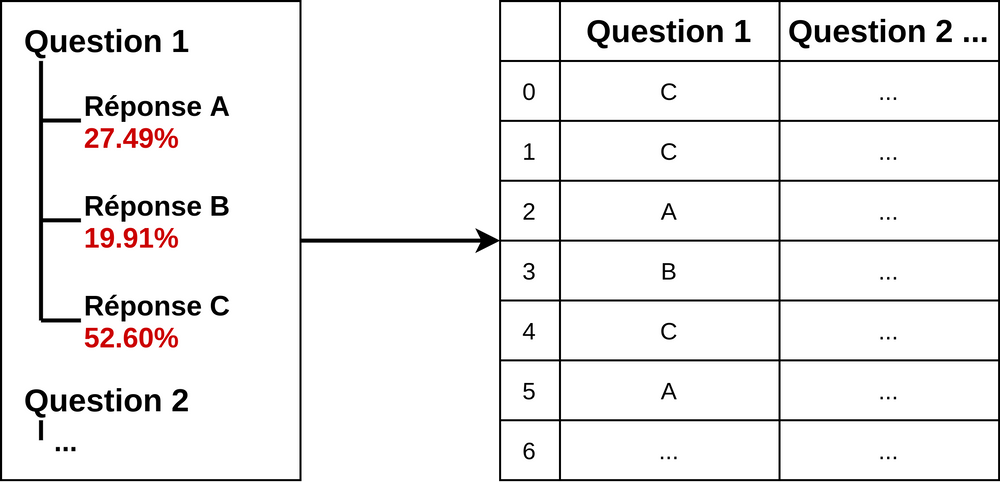 Question 1
Réponse A
27.49%
Réponse B
19.91%
Réponse C
52.60%
Question 2
...
Question 1 Question 2 ...
0 C ...
1 C ...
2 A ...
3 B ...
4 C ...
5 A ...
6 ... ...